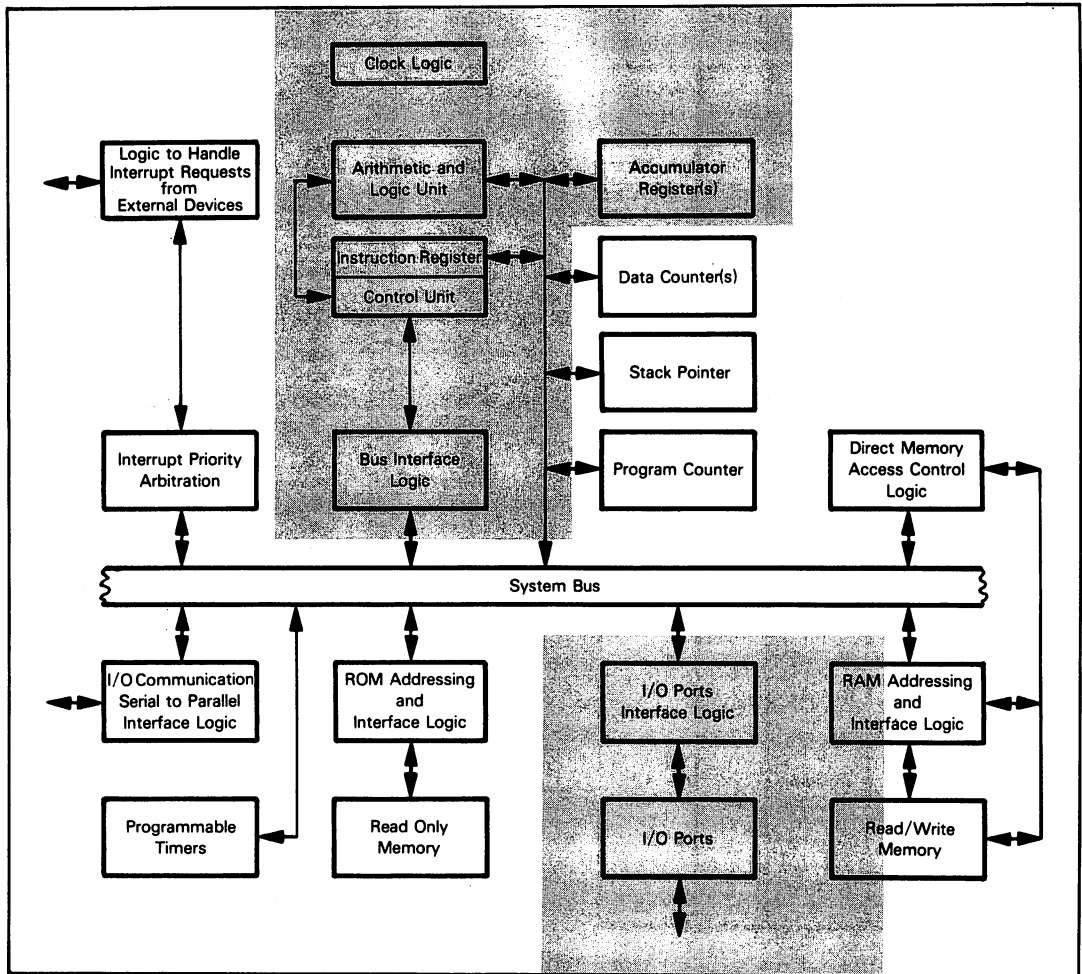 Clock Logic
Logic to Handle
Interrupt Requests
from
External Devices
Arithmetic and
Logic Unit
Accumulator
Register(s)
Instruction Register
Control Unit
Data Counter(s)
Stack Pointer
Interrupt Priority
Arbitration
Bus Interface
Logic
Program Counter
Direct Memory
Access Control
Logic
System Bus
I/O Communication
Serial to Parallel
Interface Logic
ROM Addressing
and
Interface Logic
I/O Ports
Interface Logic
RAM Addressing
and
Interface Logic
Programmable
Timers
Read Only
Memory
I/O Ports
Read/Write
Memory